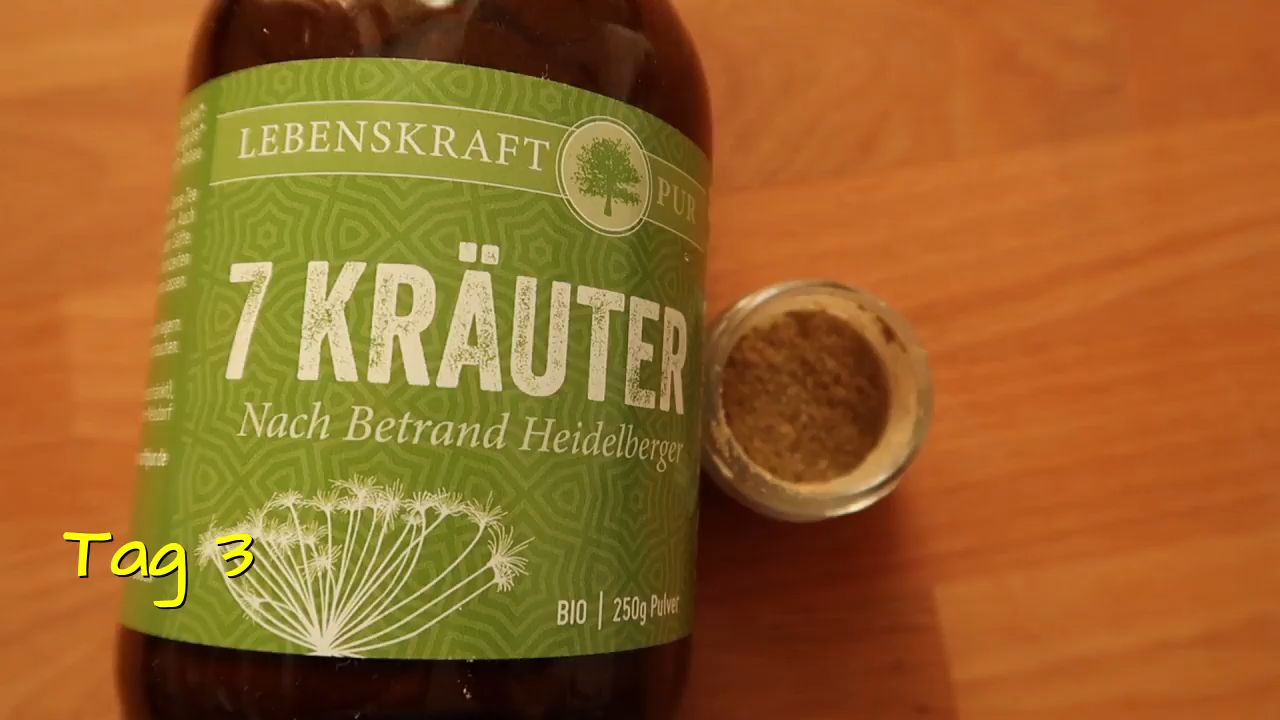 LEBENSKRAFT PUR
7 KRÄUTER
Nach Betrand Heidelberger
BIO | 250g Pulver
Tag 3